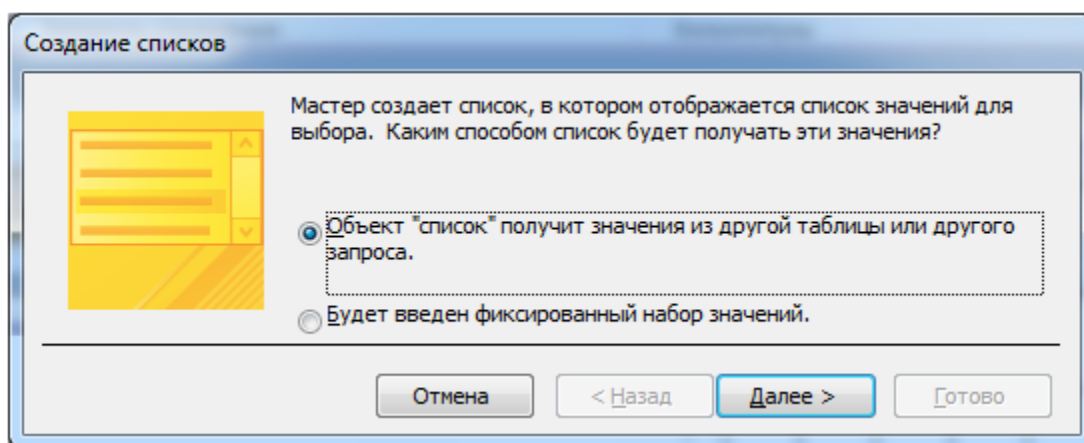 Создание списков
Мастер создает список, в котором отображается список значений для
выбора. Каким способом список будет получать эти значения?
Объект "список" получит значения из другой таблицы или другого
запроса.
Будет введен фиксированный набор значений.
Отмена
< Назад
Далее >
Готово